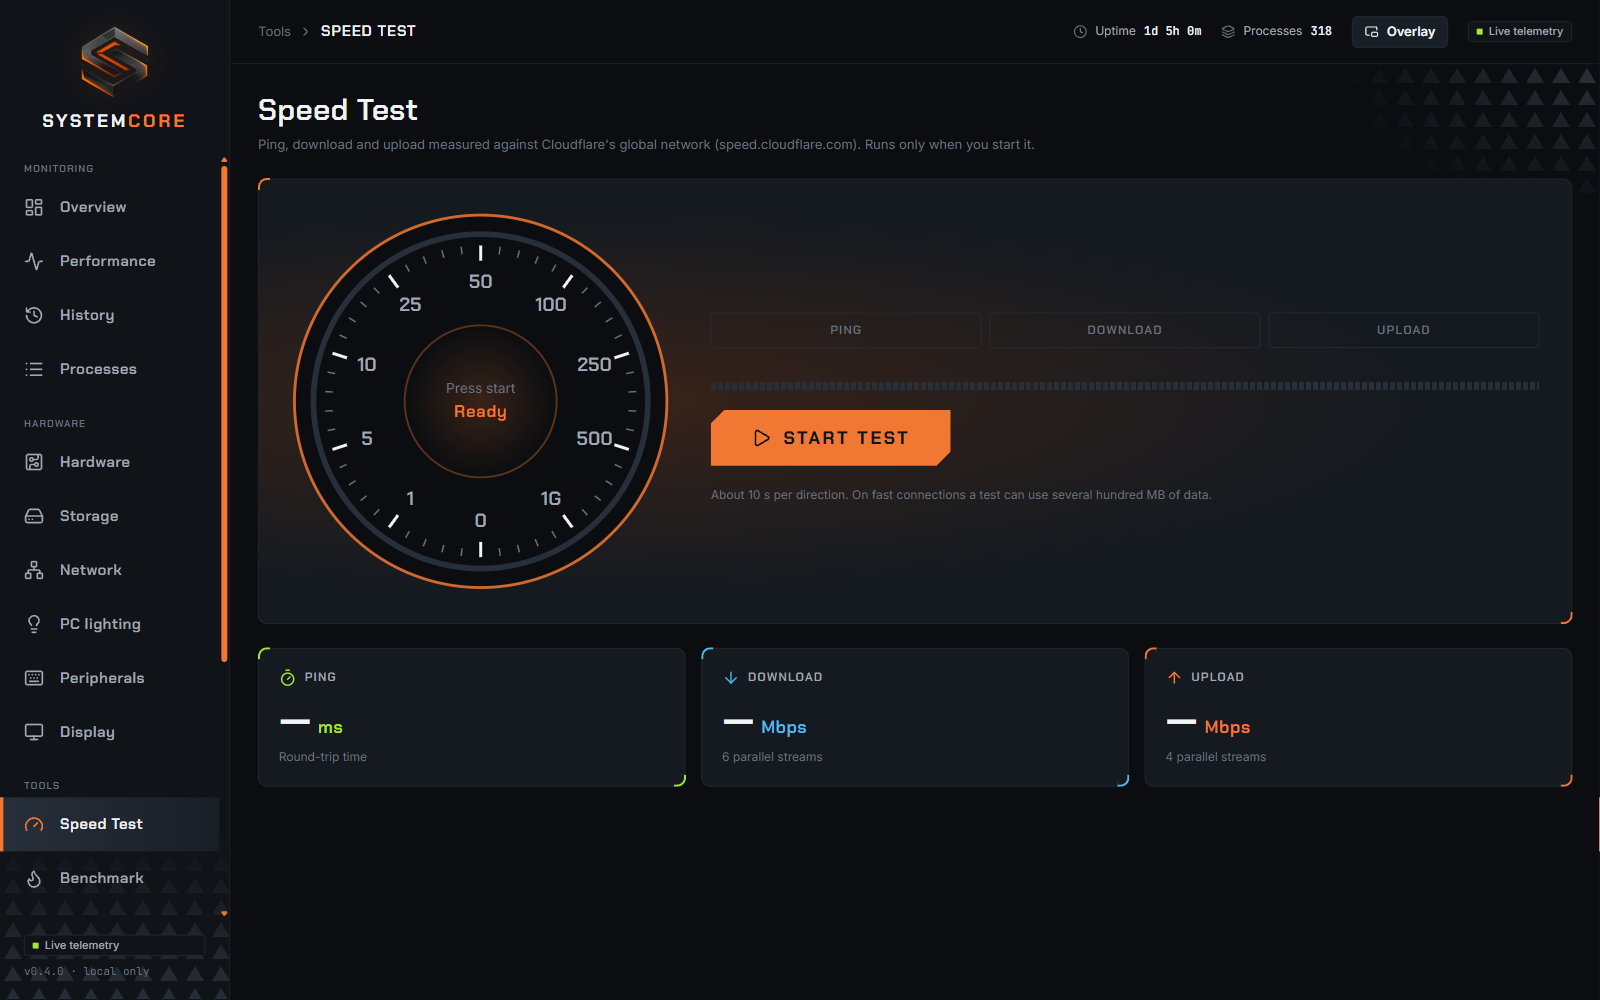 SYSTEMCORE
MONITORING
Overview
Performance
History
Processes
HARDWARE
Hardware
Storage
Network
PC lighting
Peripherals
Display
TOOLS
Speed Test
Benchmark
Live telemetry
v0.4.0 · local only
Tools > SPEED TEST
Uptime 1d 5h 0m
Processes 318
Overlay
Live telemetry
Speed Test
Ping, download and upload measured against Cloudflare's global network (speed.cloudflare.com). Runs only when you start it.
50
25
100
10
250
5
500
1
1G
0
Press start
Ready
PING
DOWNLOAD
UPLOAD
START TEST
About 10 s per direction. On fast connections a test can use several hundred MB of data.
PING
— ms
Round-trip time
DOWNLOAD
— Mbps
6 parallel streams
UPLOAD
— Mbps
4 parallel streams